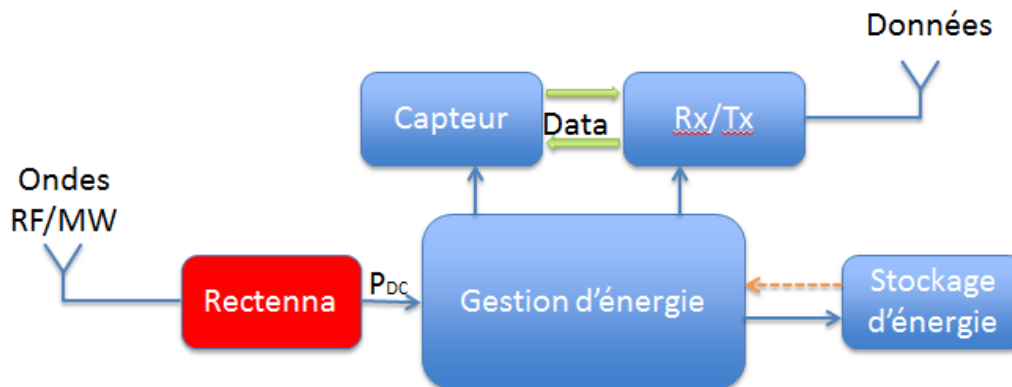 Données
Capteur
Data
Rx/Tx
Ondes
RF/MW
Rectenna
PDC
Gestion d'énergie
Stockage
d'énergie